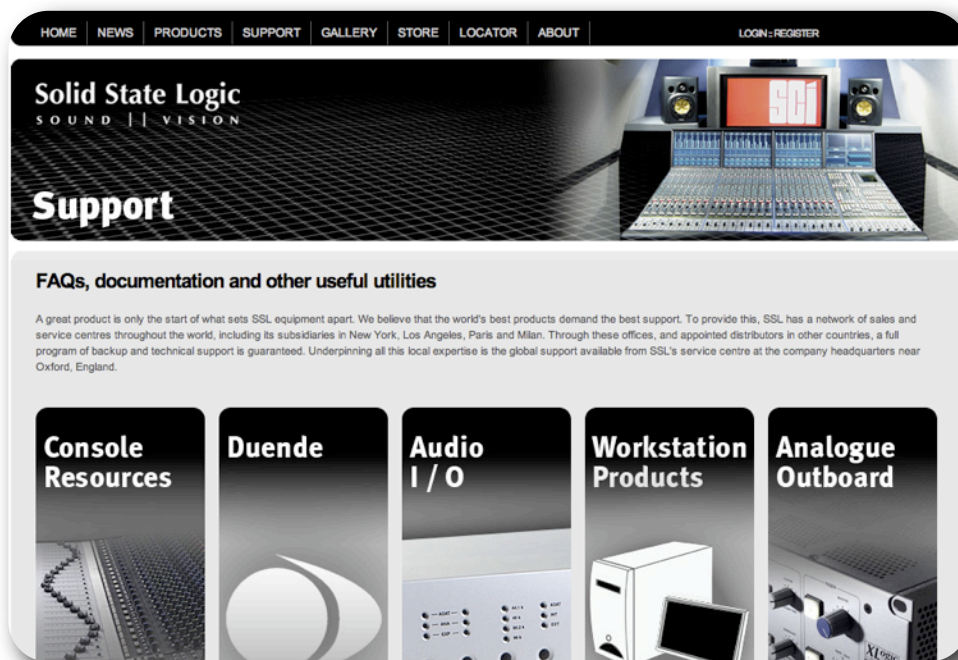 HOME NEWS PRODUCTS SUPPORT GALLERY STORE LOCATOR ABOUT LOGIN :: REGISTER
Solid State Logic
SOUND || VISION
SCi
Support
FAQs, documentation and other useful utilities
A great product is only the start of what sets SSL equipment apart. We believe that the world's best products demand the best support. To provide this, SSL has a network of sales and
service centres throughout the world, including its subsidiaries in New York, Los Angeles, Paris and Milan. Through these offices, and appointed distributors in other countries, a full
program of backup and technical support is guaranteed. Underpinning all this local expertise is the global support available from SSL's service centre at the company headquarters near
Oxford, England.
Console
Resources
Duende
Audio
I / O
Workstation
Products
Analogue
Outboard